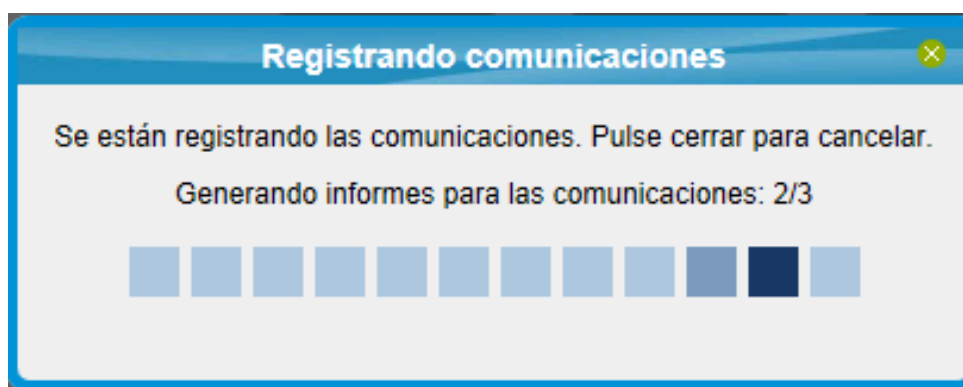 Registrando comunicaciones
Se están registrando las comunicaciones. Pulse cerrar para cancelar.
Generando informes para las comunicaciones: 2/3